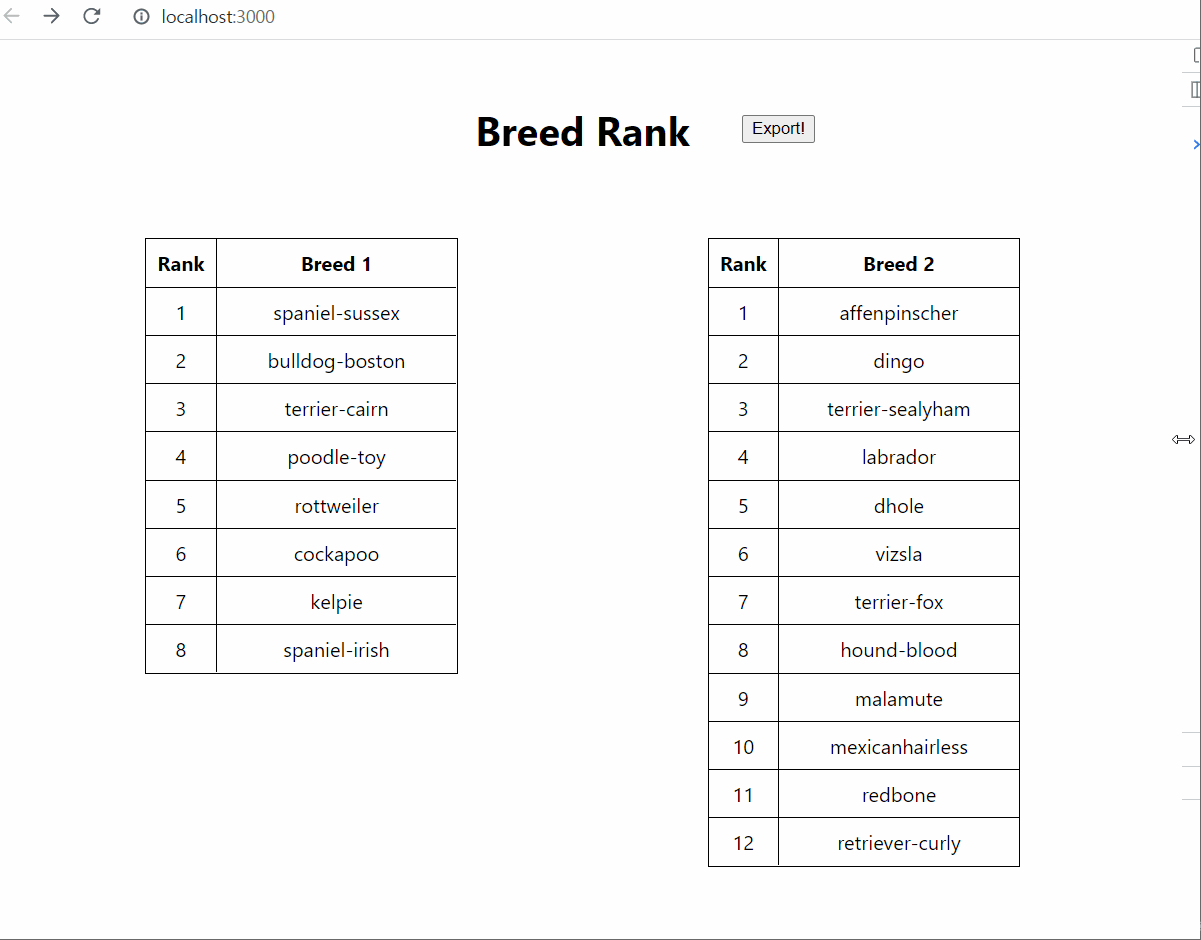 localhost:3000
Breed Rank
Export!
Rank Breed 1
1 spaniel-sussex
2 bulldog-boston
3 terrier-cairn
4 poodle-toy
5 rottweiler
6 cockapoo
7 kelpie
8 spaniel-irish
Rank Breed 2
1 affenpinscher
2 dingo
3 terrier-sealyham
4 labrador
5 dhole
6 vizsla
7 terrier-fox
8 hound-blood
9 malamute
10 mexicanhairless
11 redbone
12 retriever-curly